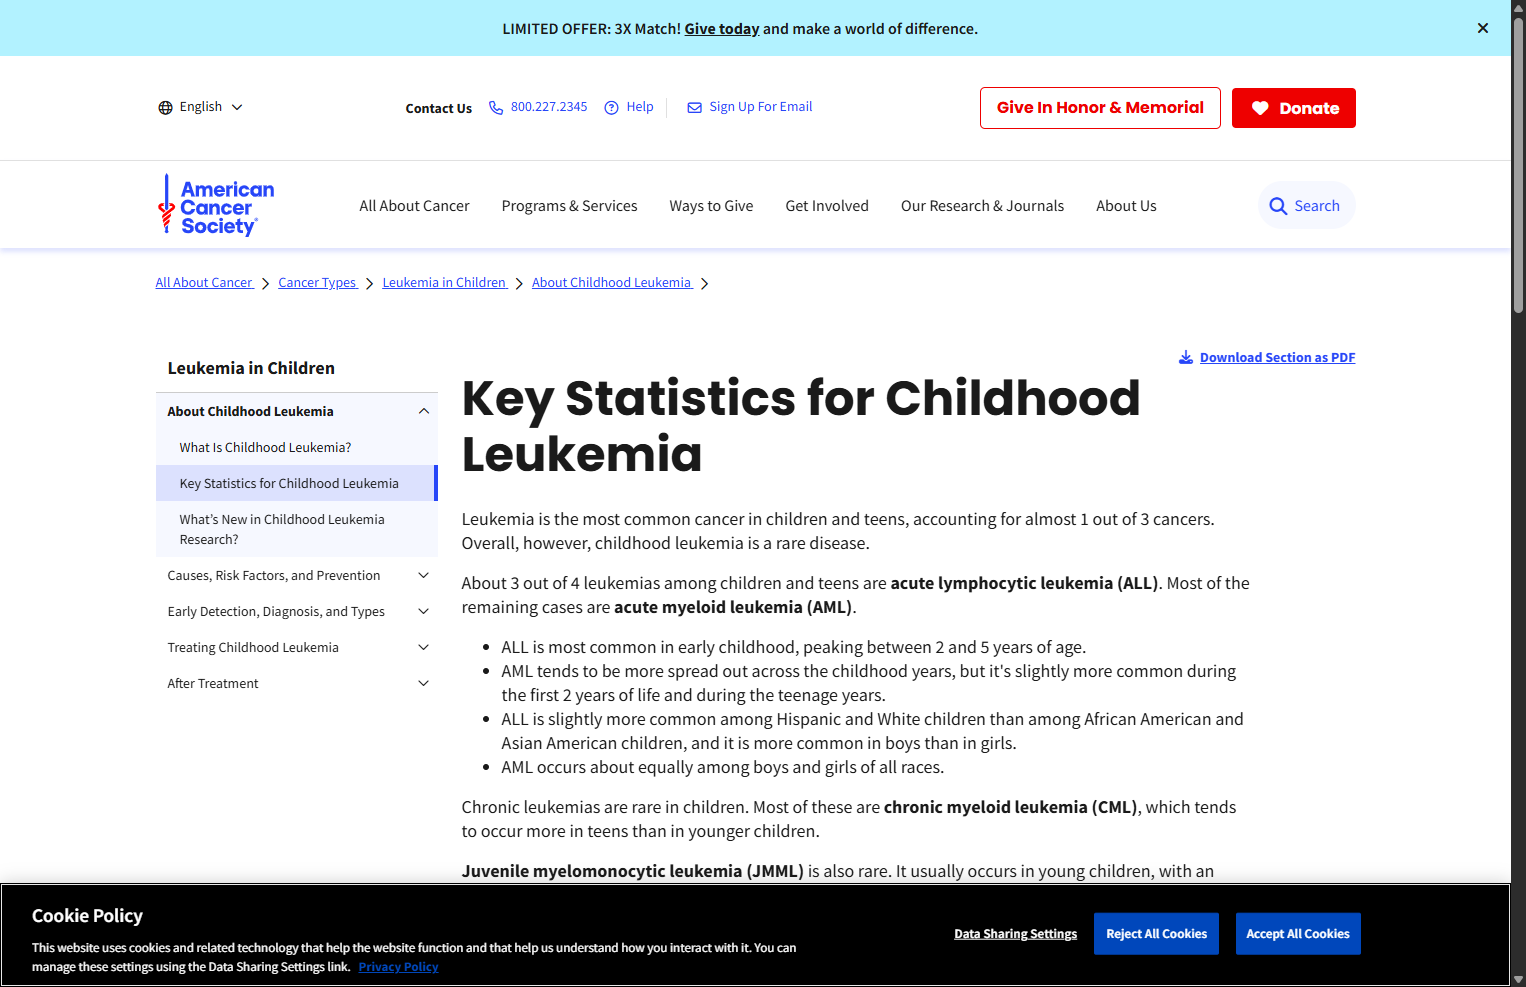 LIMITED OFFER: 3X Match! Give today and make a world of difference.
English
Contact Us
800.227.2345
Help
Sign Up For Email
Give In Honor & Memorial
Donate
American
Cancer
Society®
All About Cancer
Programs & Services
Ways to Give
Get Involved
Our Research & Journals
About Us
Search
All About Cancer
Cancer Types
Leukemia in Children
About Childhood Leukemia
Leukemia in Children
About Childhood Leukemia
What Is Childhood Leukemia?
Key Statistics for Childhood Leukemia
What’s New in Childhood Leukemia
Research?
Causes, Risk Factors, and Prevention
Early Detection, Diagnosis, and Types
Treating Childhood Leukemia
After Treatment
Download Section as PDF
Key Statistics for Childhood
Leukemia
Leukemia is the most common cancer in children and teens, accounting for almost 1 out of 3 cancers.
Overall, however, childhood leukemia is a rare disease.
About 3 out of 4 leukemias among children and teens are acute lymphocytic leukemia (ALL). Most of the
remaining cases are acute myeloid leukemia (AML).
• ALL is most common in early childhood, peaking between 2 and 5 years of age.
• AML tends to be more spread out across the childhood years, but it's slightly more common during
the first 2 years of life and during the teenage years.
• ALL is slightly more common among Hispanic and White children than among African American and
Asian American children, and it is more common in boys than in girls.
• AML occurs about equally among boys and girls of all races.
Chronic leukemias are rare in children. Most of these are chronic myeloid leukemia (CML), which tends
to occur more in teens than in younger children.
Juvenile myelomonocytic leukemia (JMML) is also rare. It usually occurs in young children, with an
Cookie Policy
This website uses cookies and related technology that help the website function and that help us understand how you interact with it. You can
manage these settings using the Data Sharing Settings link. Privacy Policy
Data Sharing Settings
Reject All Cookies
Accept All Cookies